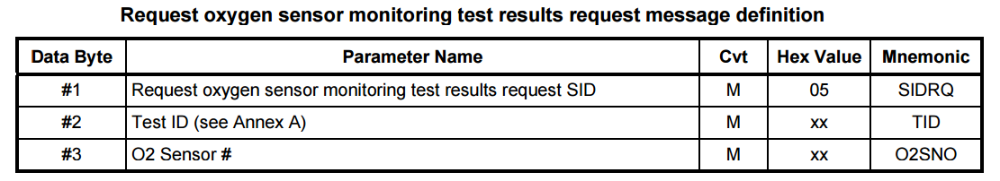 Request oxygen sensor monitoring test results request message definition
Data Byte Parameter Name Cvt Hex Value Mnemonic
#1 Request oxygen sensor monitoring test results request SID M 05 SIDRQ
#2 Test ID (see Annex A) M xx TID
#3 O2 Sensor # M xx O2SNO